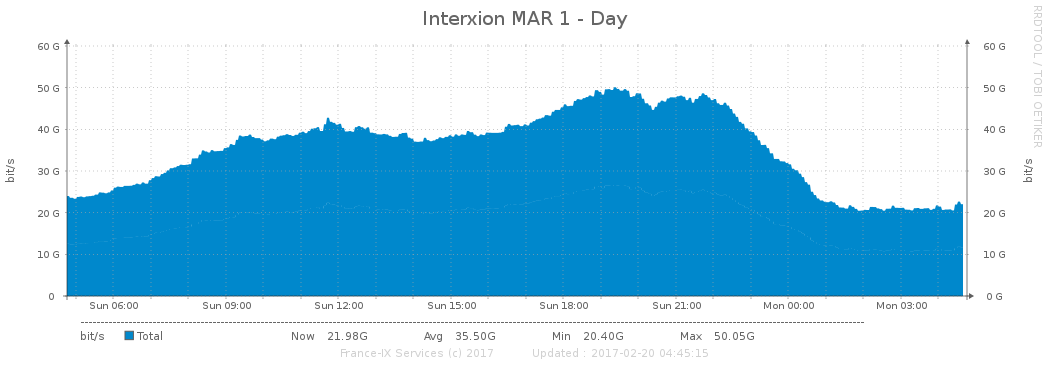 Interxion MAR 1 - Day
RRDTOOL / TOBI OETIKER
60 G 60 G
50 G 50 G
40 G 40 G
30 G 30 G
20 G 20 G
10 G 10 G
0 0 G
bit/s bit/s
Sun 06:00 Sun 09:00 Sun 12:00 Sun 15:00 Sun 18:00 Sun 21:00 Mon 00:00 Mon 03:00
bit/s Total Now 21.98G Avg 35.50G Min 20.40G Max 50.05G
France-IX Services (c) 2017 Updated : 2017-02-20 04:45:15